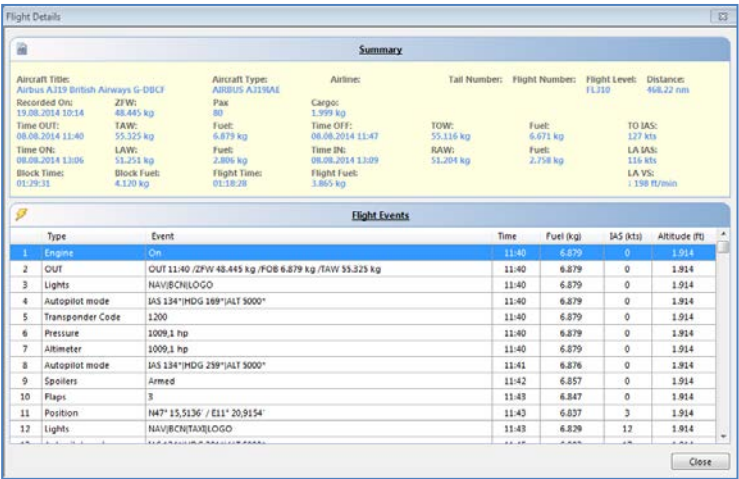 Flight Details
Summary
Aircraft Title: Aircraft Type: Airline: Tail Number: Flight Number: Flight Level: Distance:
Airbus A319 British Airways G-DBCF AIRBUS A319IAE FL310 468.22 nm
Recorded On: ZFW: Pax Cargo:
19.08.2014 10:14 48.445 kg 80 1.999 kg
Time OUT: TAW: Fuel: Time OFF: TOW: Fuel: TO IAS:
08.08.2014 11:40 55.325 kg 6.879 kg 08.08.2014 11:47 55.116 kg 6.671 kg 127 kts
Time ON: LAW: Fuel: Time IN: RAW: Fuel: LA IAS:
08.08.2014 13:06 51.251 kg 2.806 kg 08.08.2014 13:09 51.204 kg 2.758 kg 116 kts
Block Time: Block Fuel: Flight Time: Flight Fuel: LA VS:
01:29:31 4.120 kg 01:18:28 3.865 kg 198 ft/min
Flight Events
Type Event Time Fuel (kg) IAS (kts) Altitude (ft)
1 Engine On 11:40 6.879 0 1.914
2 OUT OUT 11:40 /ZFW 48.445 kg /FOB 6.879 kg /TAW 55.325 kg 11:40 6.879 0 1.914
3 Lights NAV|BCN|LOGO 11:40 6.879 0 1.914
4 Autopilot mode IAS 134*|HDG 169*|ALT 5000* 11:40 6.879 0 1.914
5 Transponder Code 1200 11:40 6.879 0 1.914
6 Pressure 1009,1 hp 11:40 6.879 0 1.914
7 Altimeter 1009,1 hp 11:40 6.879 0 1.914
8 Autopilot mode IAS 134*|HDG 259*|ALT 5000* 11:41 6.876 0 1.914
9 Spoilers Armed 11:42 6.857 0 1.914
10 Flaps 3 11:43 6.847 0 1.914
11 Position N47° 15,5136´ / E11° 20,9154´ 11:43 6.837 3 1.914
12 Lights NAV|BCN|TAXI|LOGO 11:43 6.829 12 1.914
Close